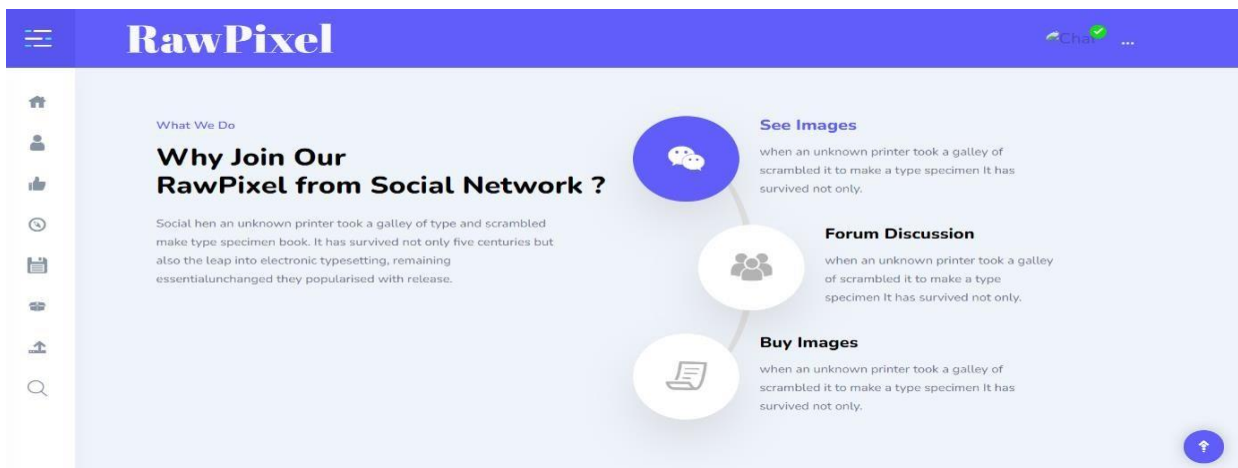 RawPixel
Chat
...
What We Do
Why Join Our
RawPixel from Social Network ?
Social hen an unknown printer took a galley of type and scrambled
make type specimen book. It has survived not only five centuries but
also the leap into electronic typesetting, remaining
essentialunchanged they popularised with release.
See Images
when an unknown printer took a galley of
scrambled it to make a type specimen It has
survived not only.
Forum Discussion
when an unknown printer took a galley
of scrambled it to make a type
specimen It has survived not only.
Buy Images
when an unknown printer took a galley of
scrambled it to make a type specimen It has
survived not only.